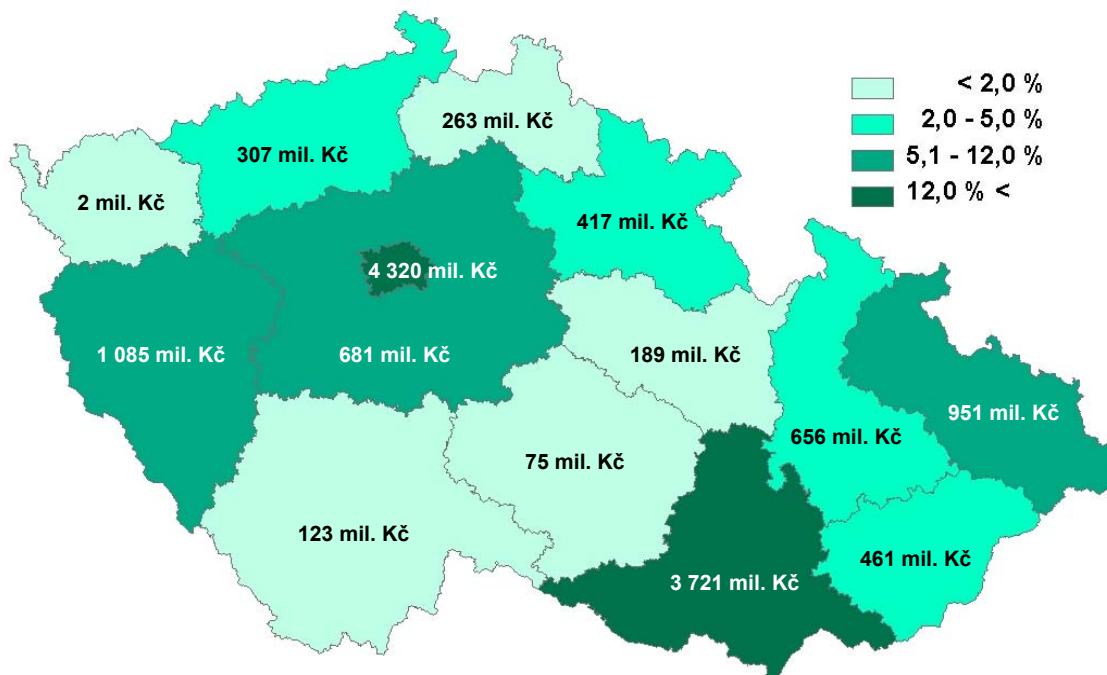 < 2,0 %
2,0 - 5,0 %
5,1 - 12,0 %
12,0 % <
263 mil. Kč
307 mil. Kč
2 mil. Kč
417 mil. Kč
4 320 mil. Kč
1 085 mil. Kč
681 mil. Kč
189 mil. Kč
951 mil. Kč
656 mil. Kč
75 mil. Kč
123 mil. Kč
461 mil. Kč
3 721 mil. Kč